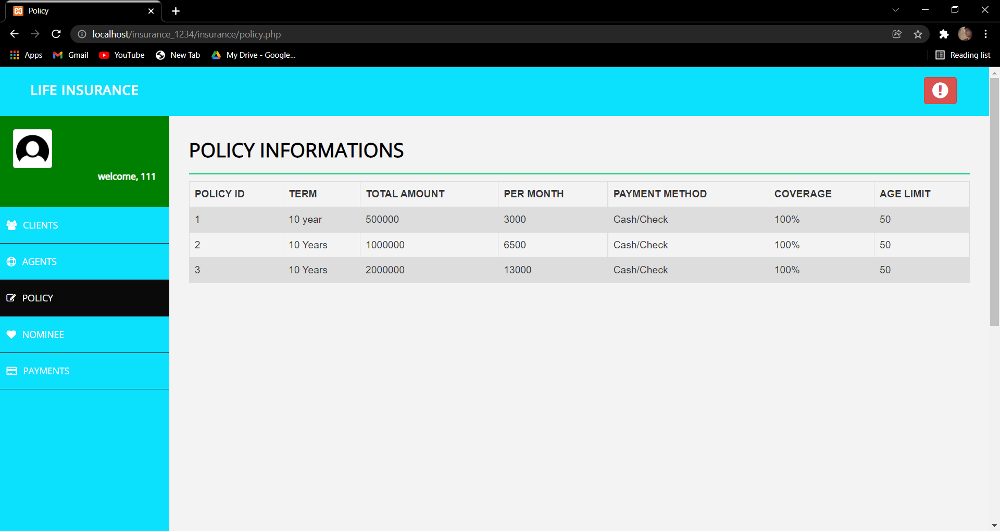 Policy
localhost/insurance_1234/insurance/policy.php
Apps Gmail YouTube New Tab My Drive - Google... Reading list
LIFE INSURANCE
welcome, 111
CLIENTS
AGENTS
POLICY
NOMINEE
PAYMENTS
POLICY INFORMATIONS
POLICY ID TERM TOTAL AMOUNT PER MONTH PAYMENT METHOD COVERAGE AGE LIMIT
1 10 year 500000 3000 Cash/Check 100% 50
2 10 Years 1000000 6500 Cash/Check 100% 50
3 10 Years 2000000 13000 Cash/Check 100% 50